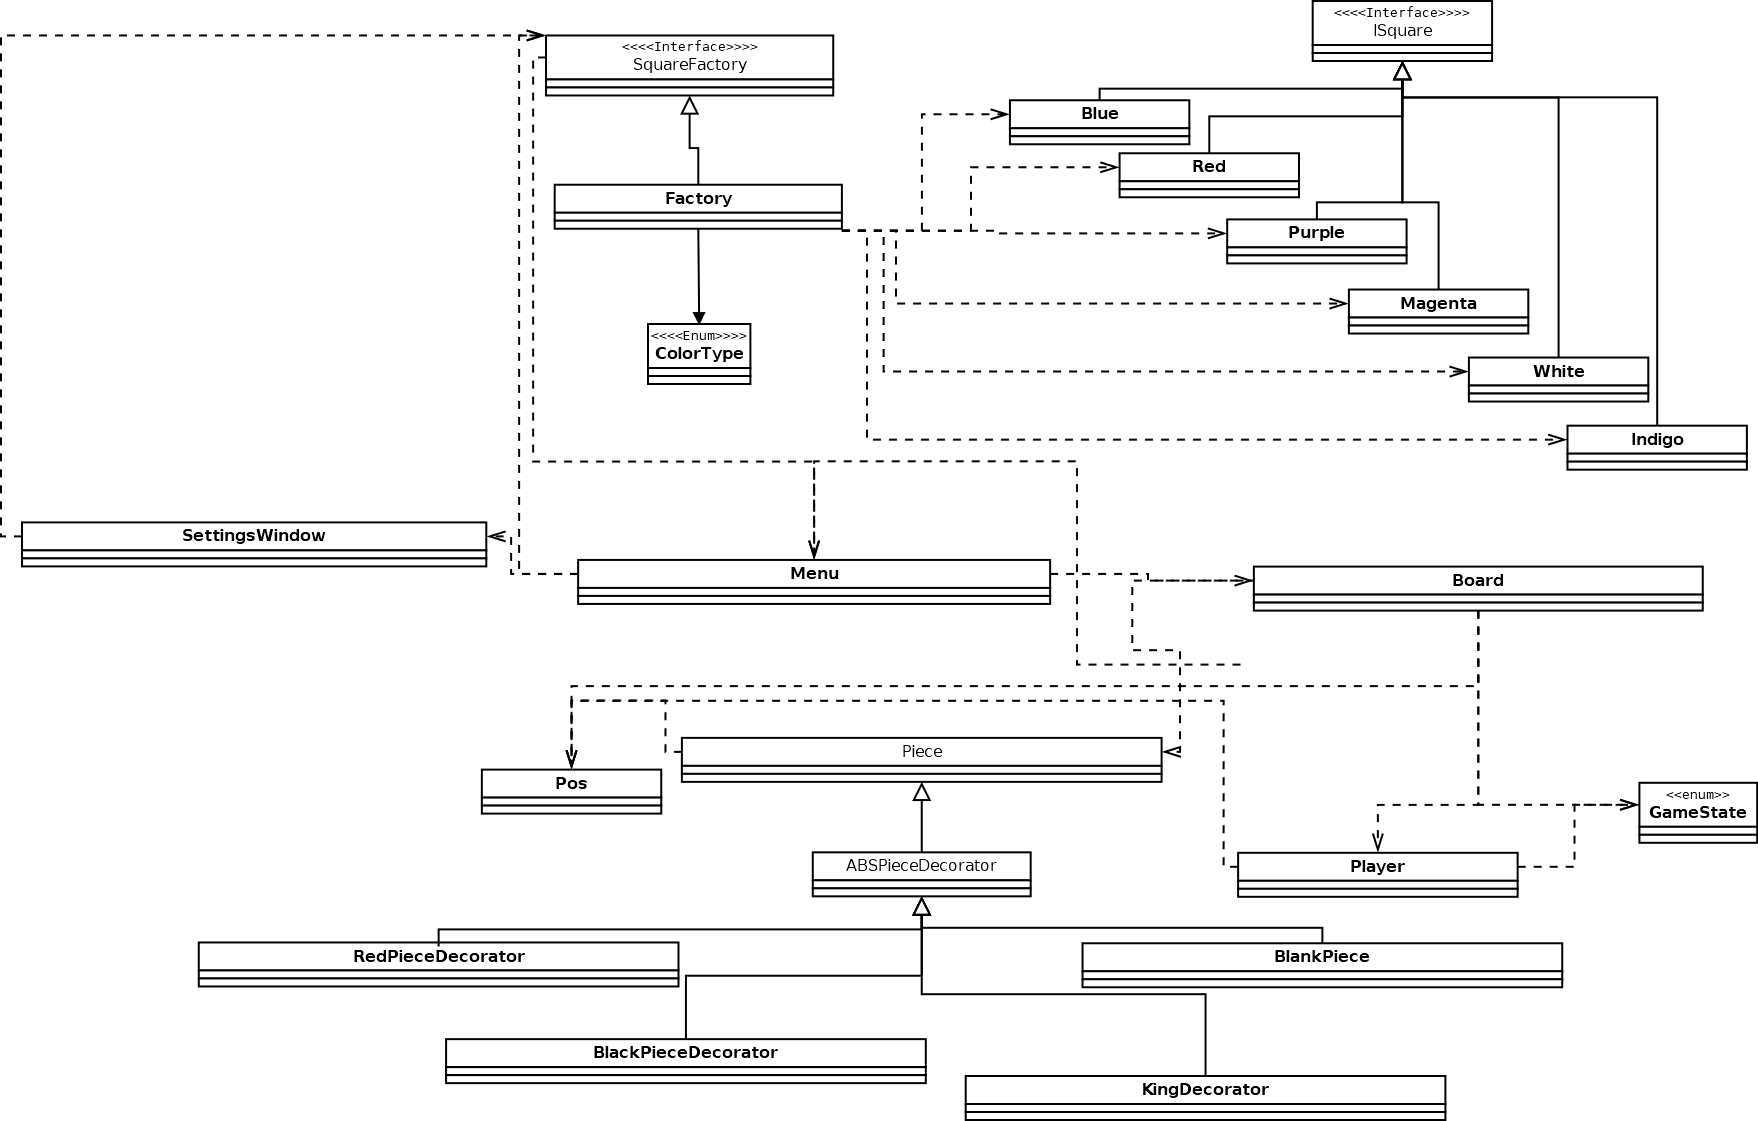 <<<<Interface>>>>
ISquare
<<<<Interface>>>>
SquareFactory
Blue
Red
Factory
Purple
Magenta
<<<<Enum>>>>
ColorType
White
Indigo
SettingsWindow
Menu
Board
Piece
Pos
<<enum>>
GameState
ABSPieceDecorator
Player
RedPieceDecorator
BlankPiece
BlackPieceDecorator
KingDecorator